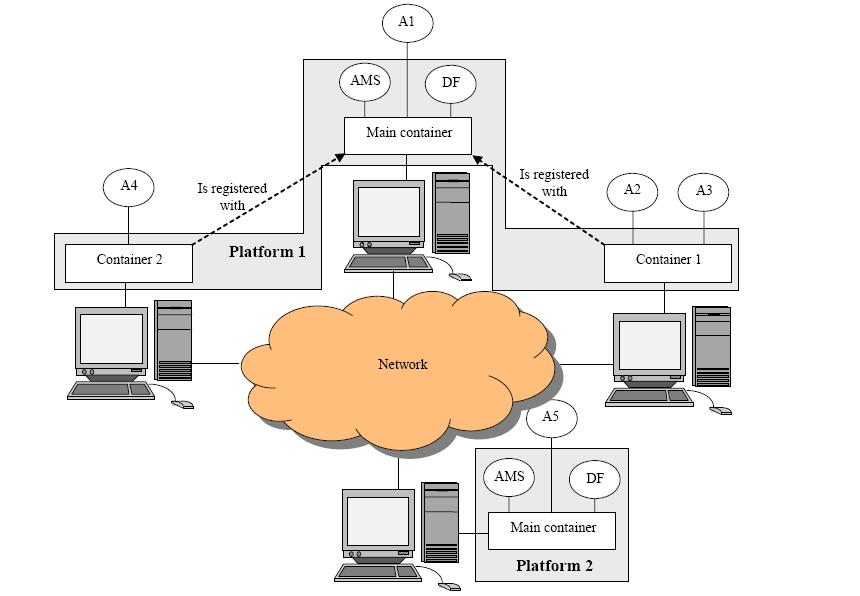 A1
AMS
DF
Main container
Is registered
with
Is registered
with
A4
A2
A3
Container 2
Platform 1
Container 1
Network
A5
AMS
DF
Main container
Platform 2